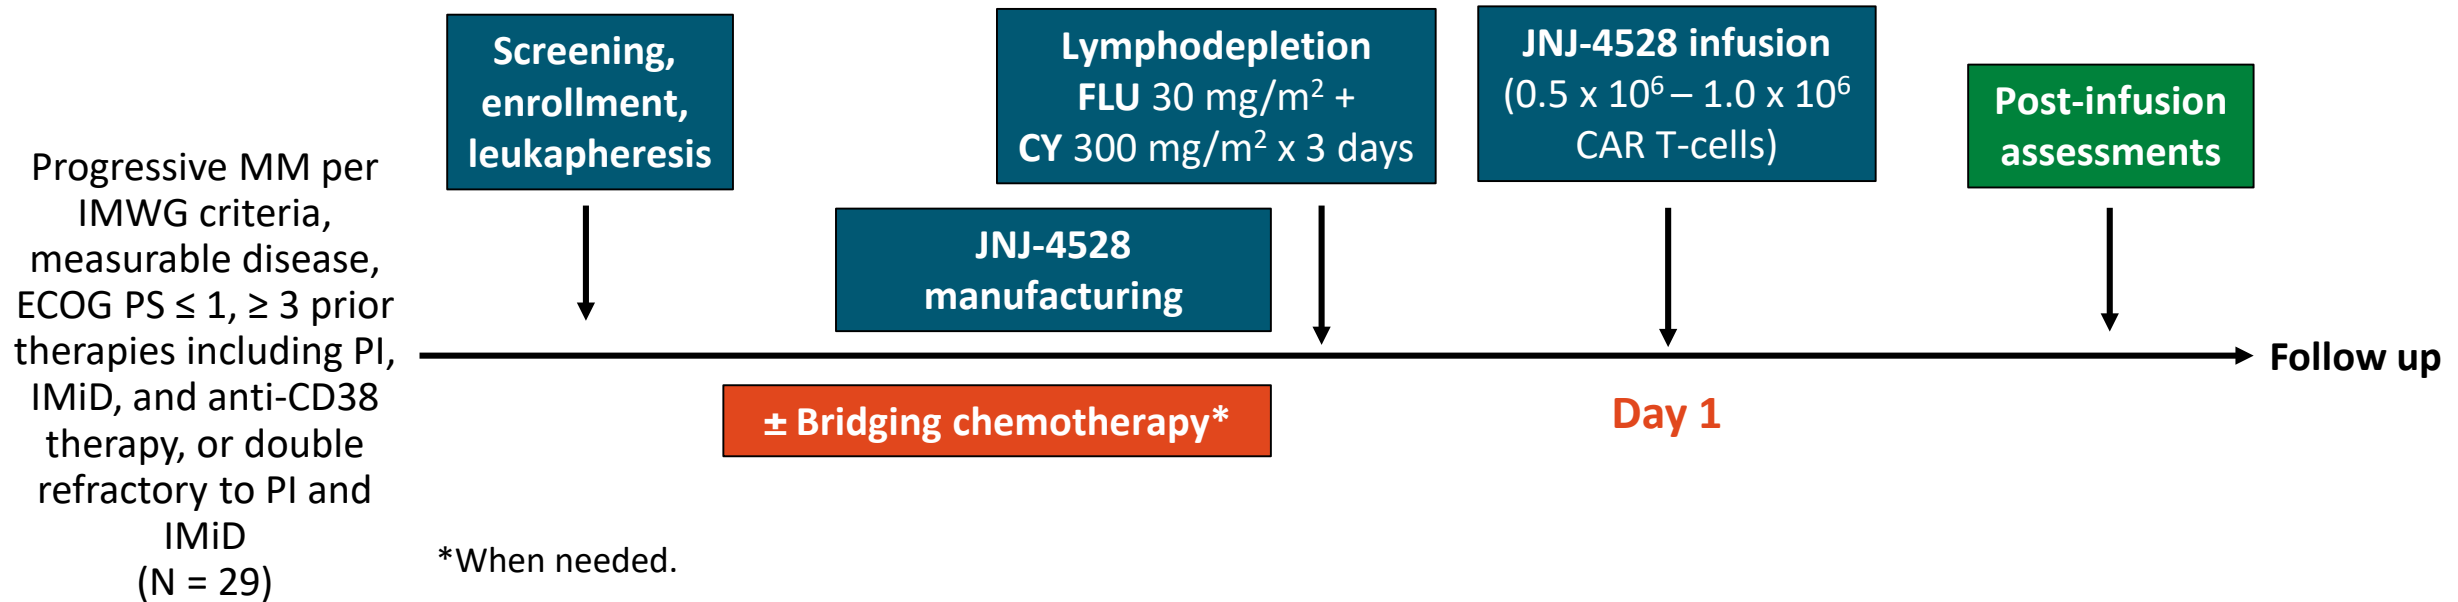 Progressive MM per
IMWG criteria,
measurable disease,
ECOG PS ≤ 1, ≥ 3 prior
therapies including PI,
IMiD, and anti-CD38
therapy, or double
refractory to PI and
IMiD
(N = 29)
Screening,
enrollment,
leukapheresis
JNJ-4528
manufacturing
± Bridging chemotherapy*
Lymphodepletion
FLU 30 mg/m² +
CY 300 mg/m² x 3 days
JNJ-4528 infusion
(0.5 x 10⁶ – 1.0 x 10⁶
CAR T-cells)
Day 1
Post-infusion
assessments
Follow up
*When needed.